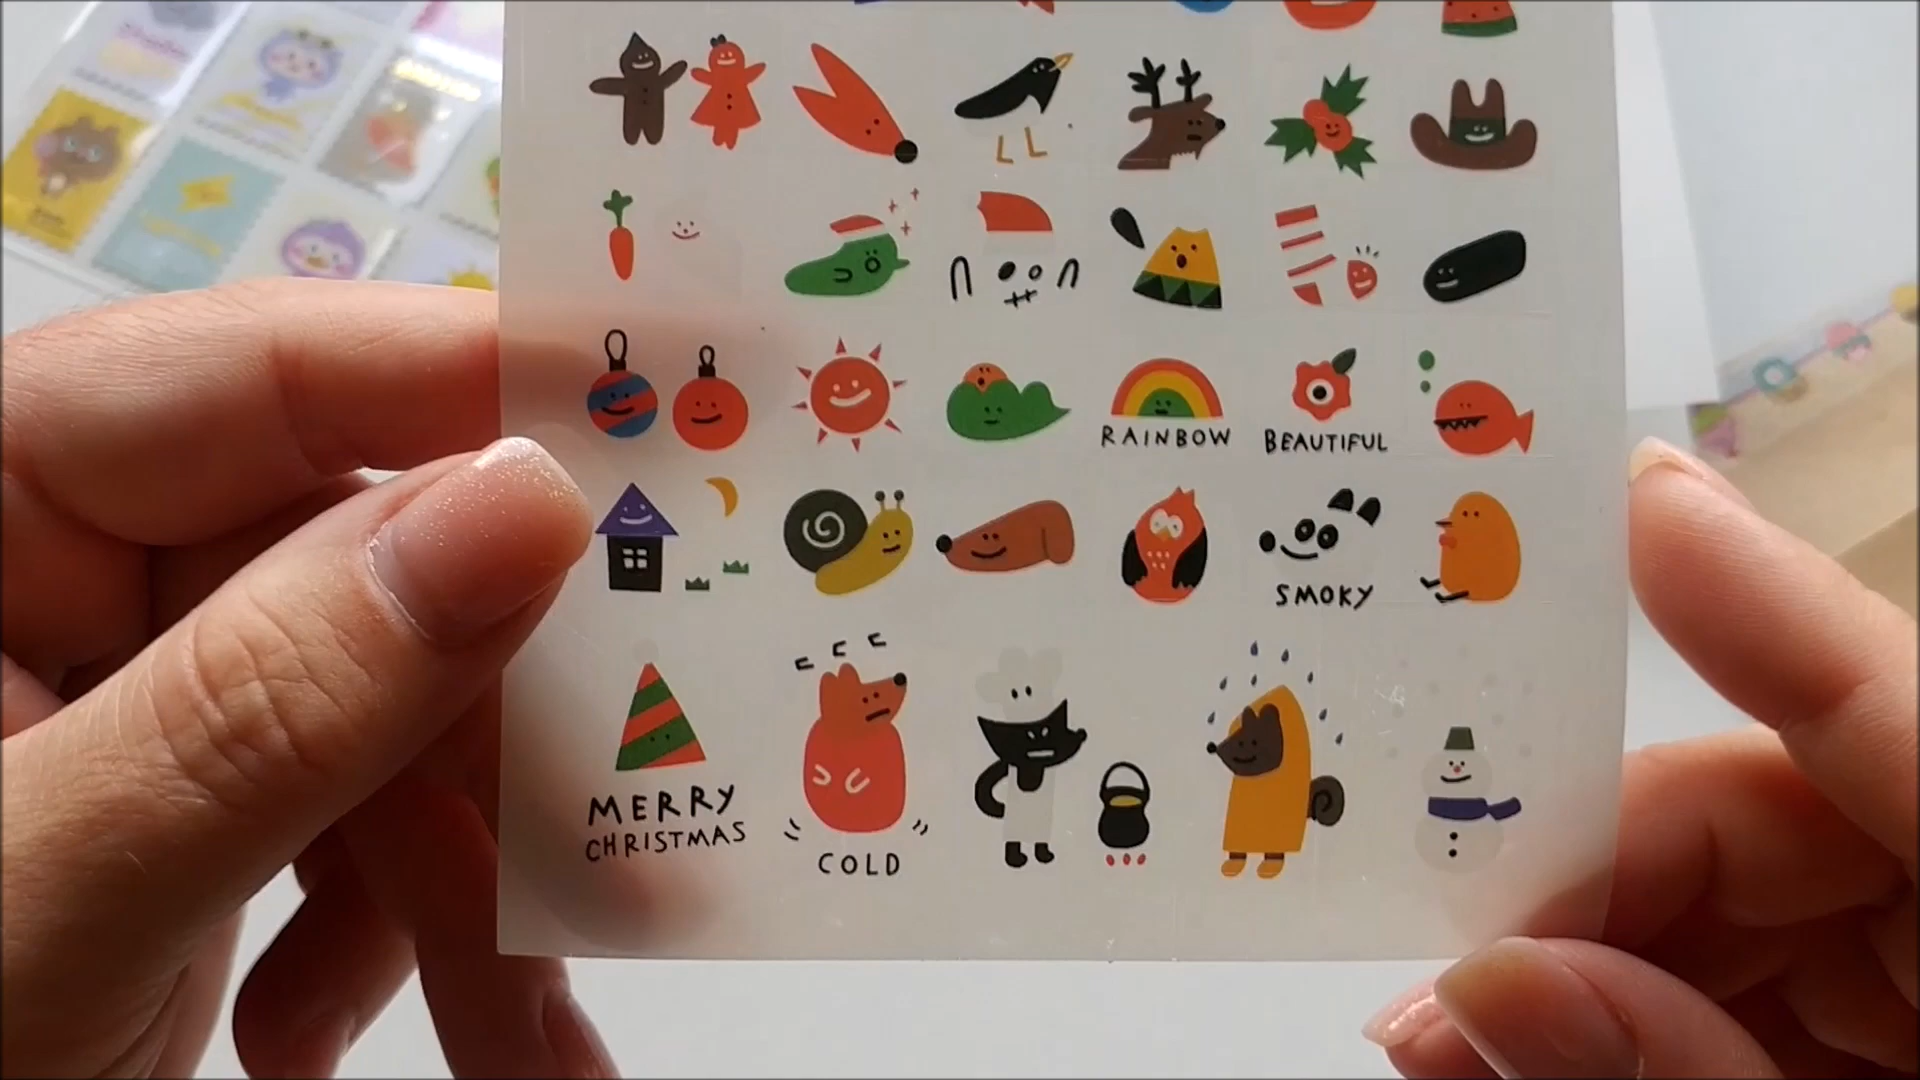 RAINBOW
BEAUTIFUL
SMOKY
MERRY
CHRISTMAS
COLD